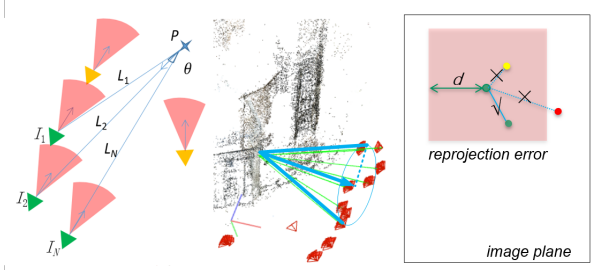 P
θ
L1
L2
LN
I1
I2
IN
d
√
reprojection error
image plane